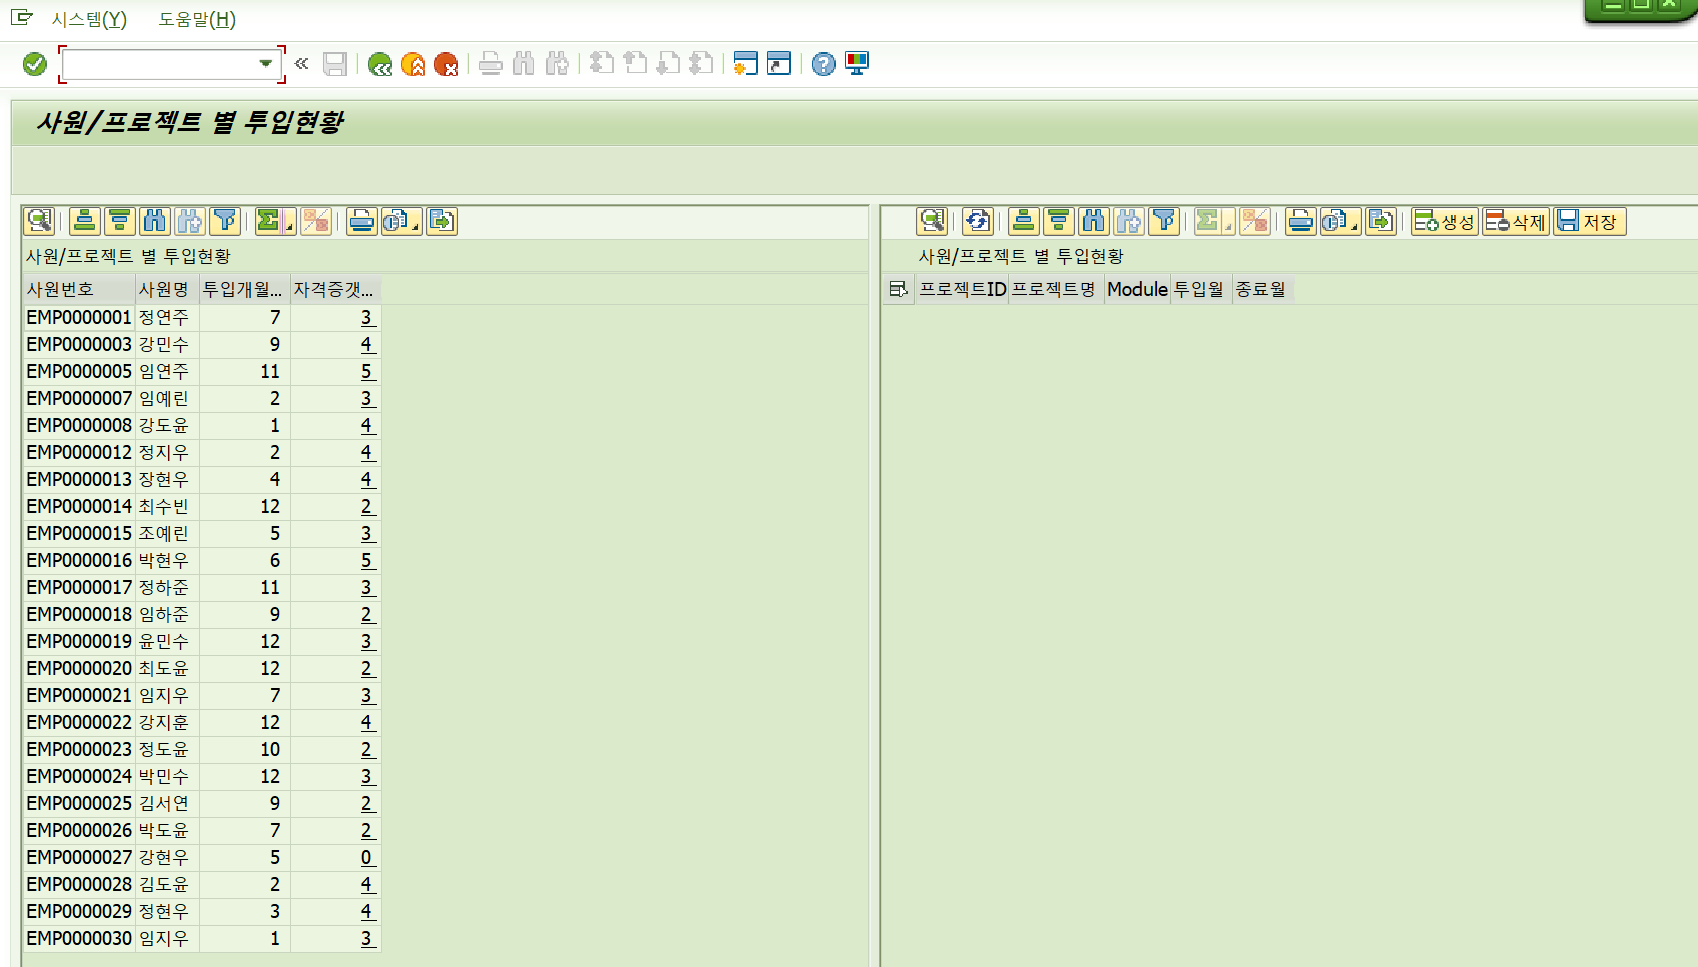 시스템(Y) 도움말(H)
사원/프로젝트 별 투입현황
생성 삭제 저장
사원/프로젝트 별 투입현황
사원번호 사원명 투입개월... 자격증갯...
EMP0000001 정연주 7 3
EMP0000003 강민수 9 4
EMP0000005 임연주 11 5
EMP0000007 임예린 2 3
EMP0000008 강도윤 1 4
EMP0000012 정지우 2 4
EMP0000013 장현우 4 4
EMP0000014 최수빈 12 2
EMP0000015 조예린 5 3
EMP0000016 박현우 6 5
EMP0000017 정하준 11 3
EMP0000018 임하준 9 2
EMP0000019 윤민수 12 3
EMP0000020 최도윤 12 2
EMP0000021 임지우 7 3
EMP0000022 강지훈 12 4
EMP0000023 정도윤 10 2
EMP0000024 박민수 12 3
EMP0000025 김서연 9 2
EMP0000026 박도윤 7 2
EMP0000027 강현우 5 0
EMP0000028 김도윤 2 4
EMP0000029 정현우 3 4
EMP0000030 임지우 1 3
사원/프로젝트 별 투입현황
프로젝트ID 프로젝트명 Module 투입월 종료월